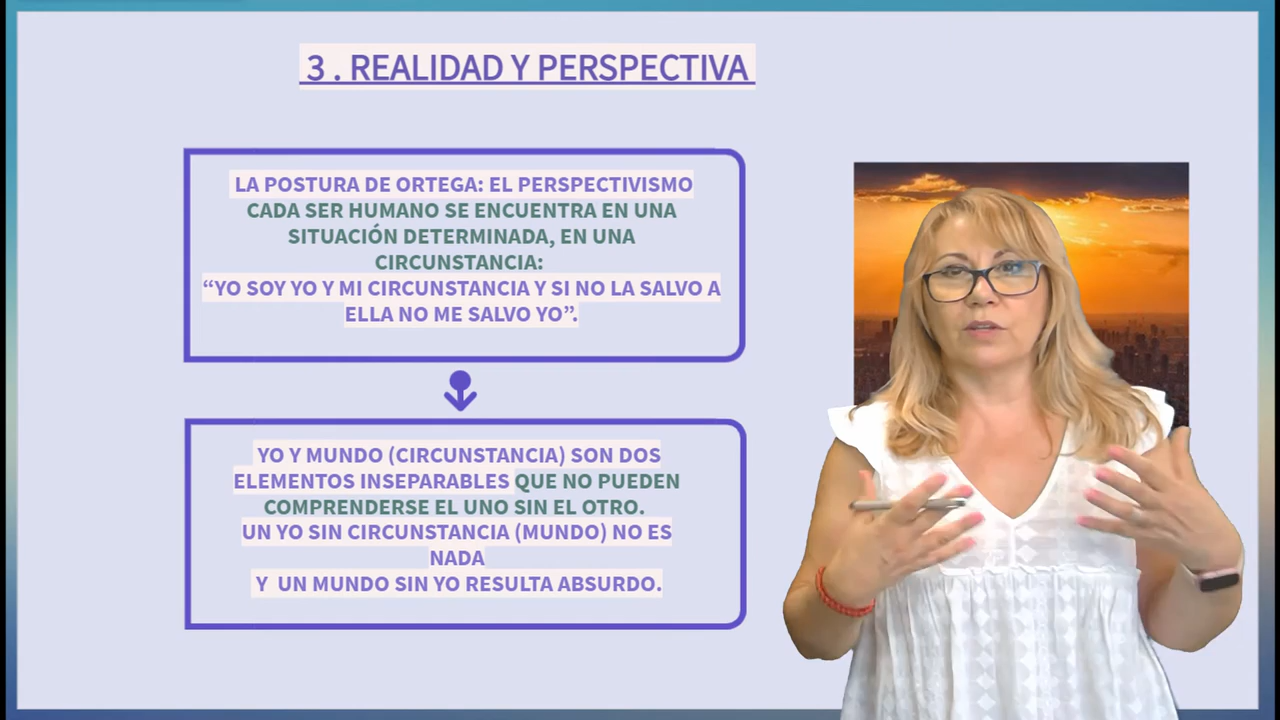 3 . REALIDAD Y PERSPECTIVA
LA POSTURA DE ORTEGA: EL PERSPECTIVISMO
CADA SER HUMANO SE ENCUENTRA EN UNA
SITUACIÓN DETERMINADA, EN UNA
CIRCUNSTANCIA:
“YO SOY YO Y MI CIRCUNSTANCIA Y SI NO LA SALVO A
ELLA NO ME SALVO YO”.
YO Y MUNDO (CIRCUNSTANCIA) SON DOS
ELEMENTOS INSEPARABLES QUE NO PUEDEN
COMPRENDERSE EL UNO SIN EL OTRO.
UN YO SIN CIRCUNSTANCIA (MUNDO) NO ES
NADA
Y UN MUNDO SIN YO RESULTA ABSURDO.